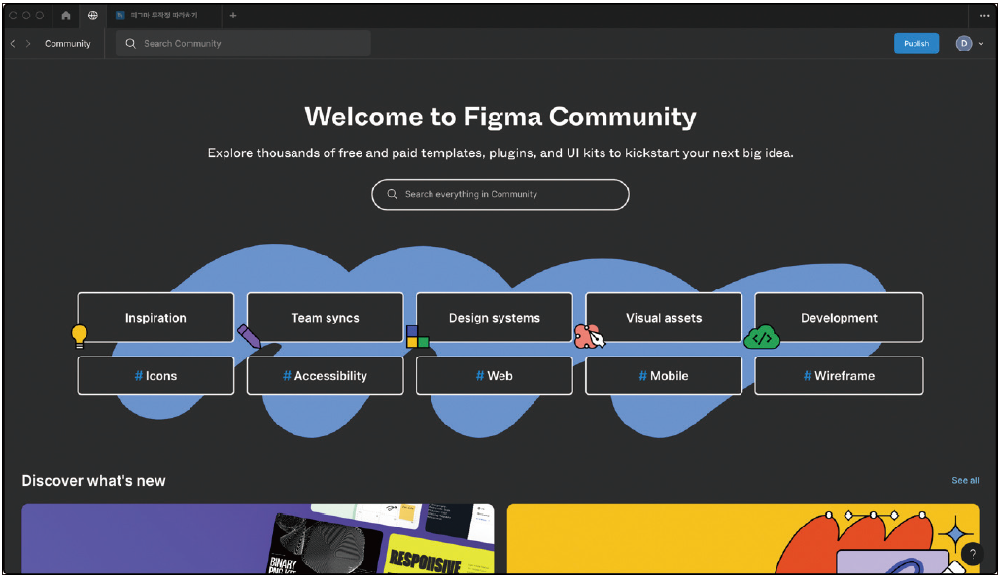 피그마 무작정 따라하기
Community
Search Community
Publish
D
Welcome to Figma Community
Explore thousands of free and paid templates, plugins, and UI kits to kickstart your next big idea.
Search everything in Community
Inspiration
Team syncs
Design systems
Visual assets
Development
# Icons
# Accessibility
# Web
# Mobile
# Wireframe
Discover what's new
See all
BINARY
RESPONSIVE
?